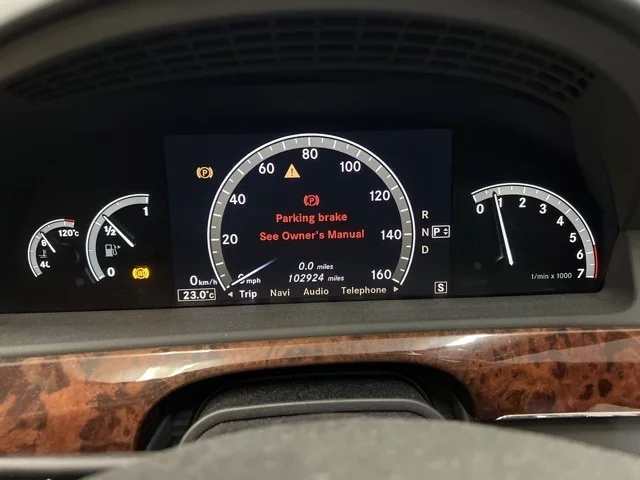 80
60 100
40 120
20 140
160
(P)
(P)
Parking brake
See Owner's Manual
0.0 miles
102924 miles
0 km/h
mph
23.0°C
Trip Navi Audio Telephone
R
N P
D
S
120°C
8
40
1
1/2
0
0 1 2 3 4 5 6 7
1/min x 1000